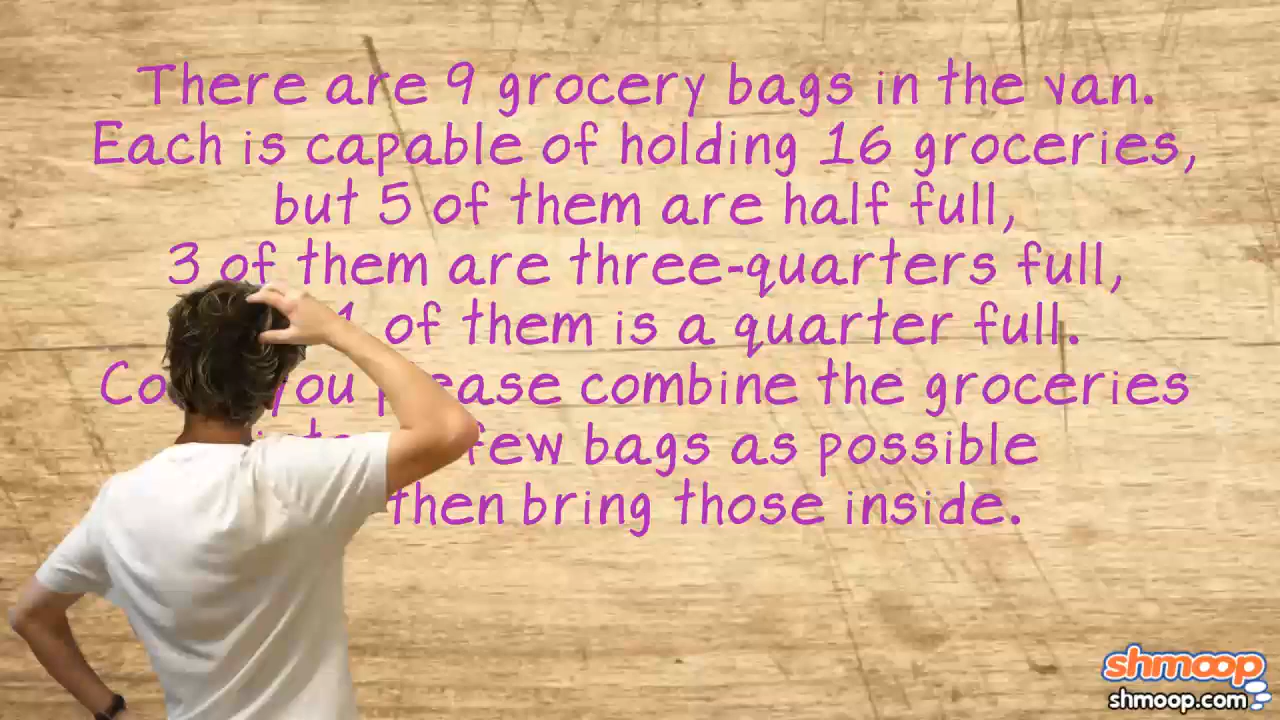 There are 9 grocery bags in the van.
Each is capable of holding 16 groceries,
but 5 of them are half full,
3 of them are three-quarters full,
1 of them is a quarter full.
you please combine the groceries
few bags as possible
then bring those inside.
shmoop
shmoop.com